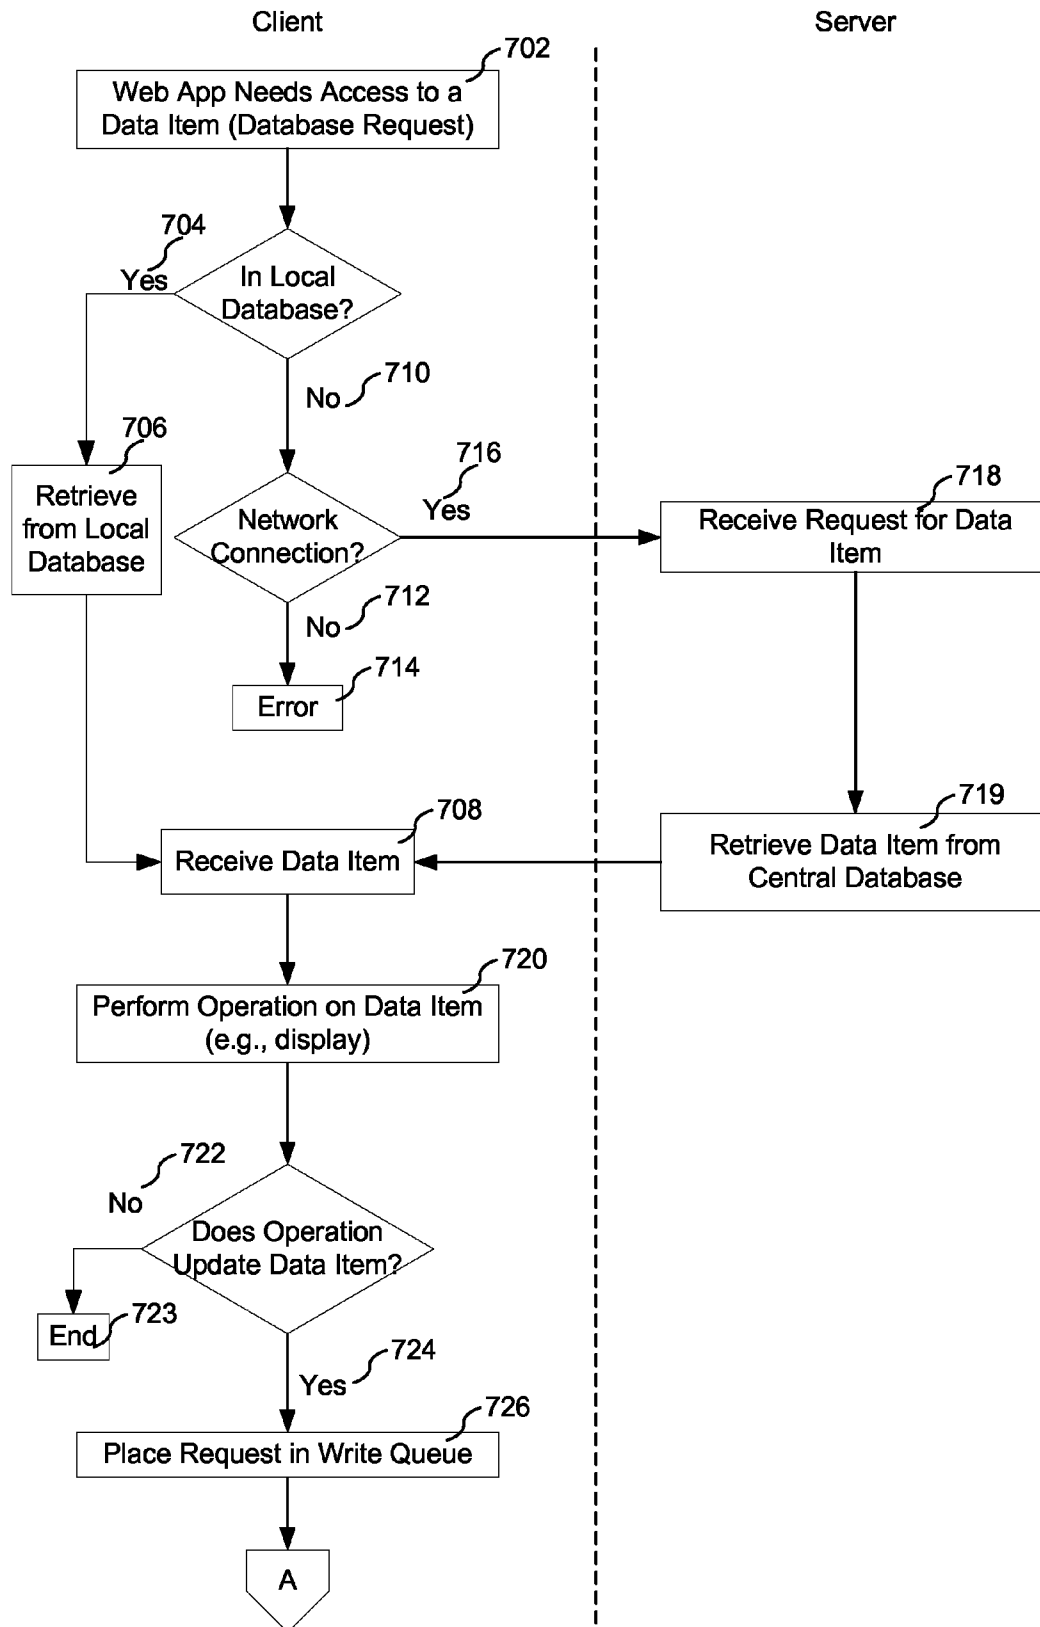 Client
Server
702
Web App Needs Access to a
Data Item (Database Request)
704
Yes
In Local
Database?
710
No
706
Retrieve
from Local
Database
716
Yes
Network
Connection?
718
Receive Request for Data
Item
712
No
714
Error
708
Receive Data Item
719
Retrieve Data Item from
Central Database
720
Perform Operation on Data Item
(e.g., display)
722
No
Does Operation
Update Data Item?
723
End
724
Yes
726
Place Request in Write Queue
A